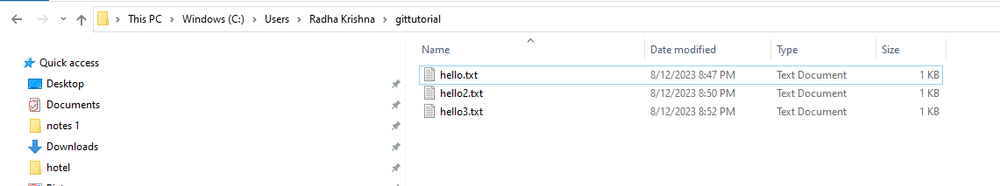 This PC > Windows (C:) > Users > Radha Krishna > gittutorial
Name Date modified Type Size
Quick access
hello.txt 8/12/2023 8:47 PM Text Document 1 KB
Desktop
hello2.txt 8/12/2023 8:50 PM Text Document 1 KB
Documents
hello3.txt 8/12/2023 8:52 PM Text Document 1 KB
notes 1
Downloads
hotel